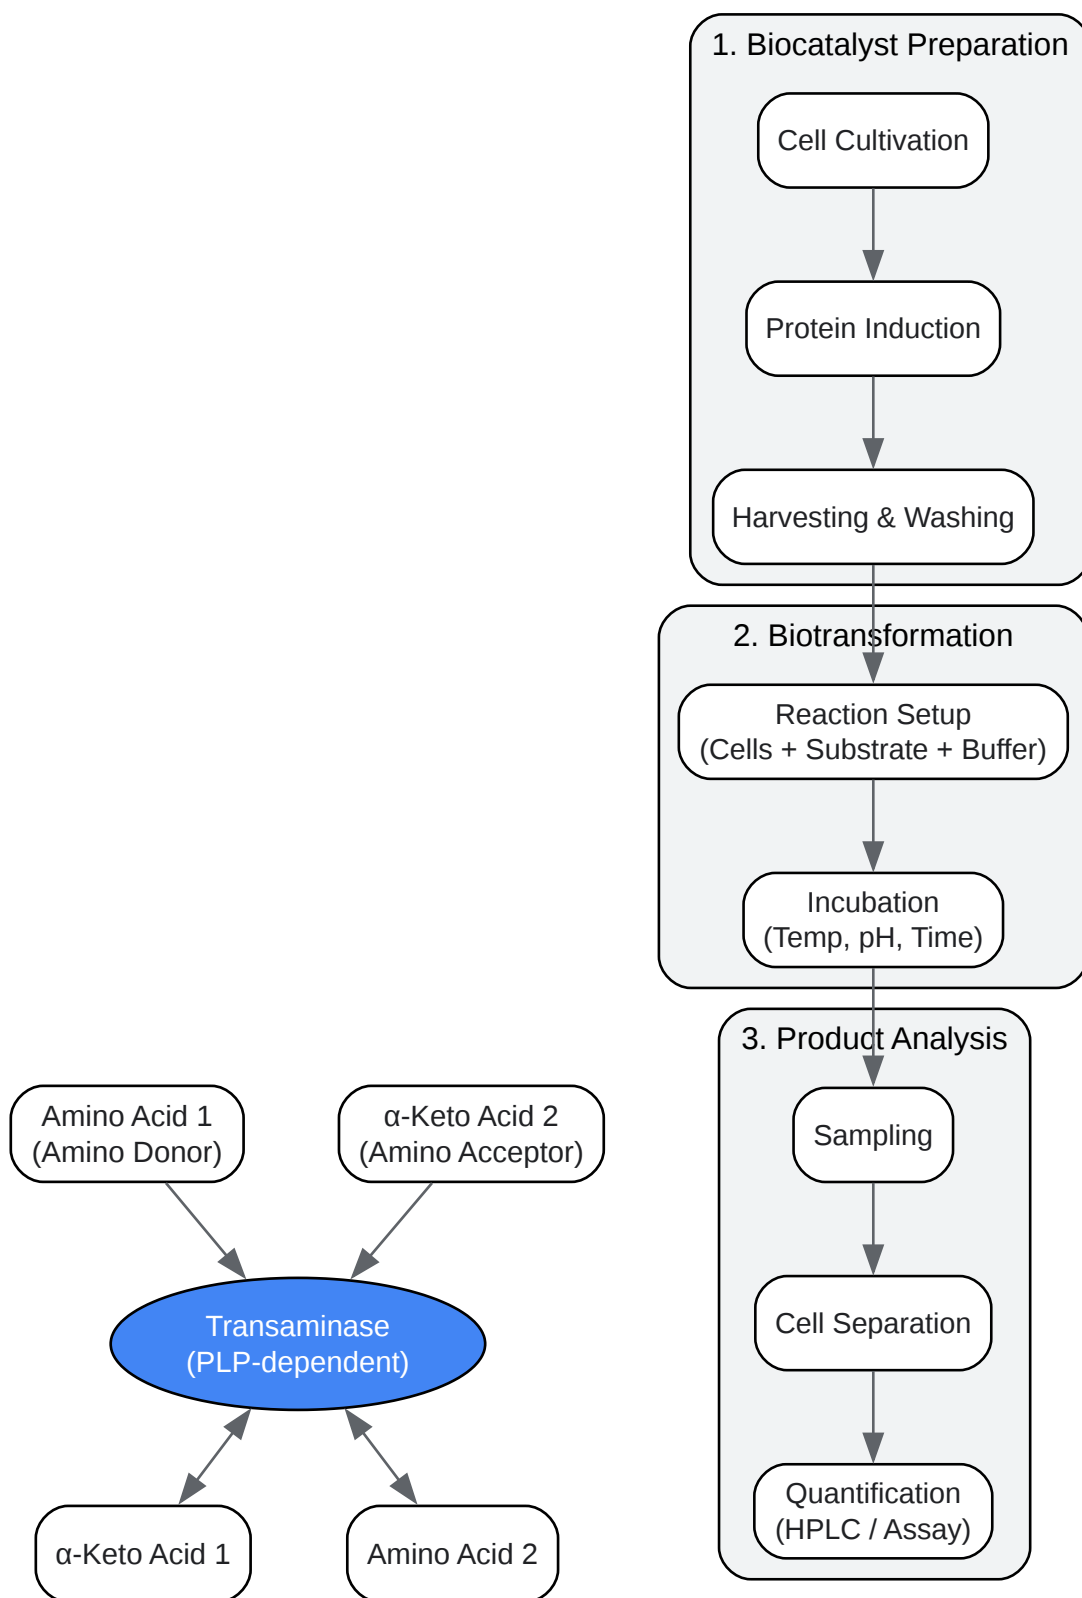 1. Biocatalyst Preparation
Cell Cultivation
Protein Induction
Harvesting & Washing
2. Biotransformation
Reaction Setup
(Cells + Substrate + Buffer)
Incubation
(Temp, pH, Time)
3. Product Analysis
Sampling
Cell Separation
Quantification
(HPLC / Assay)
Amino Acid 1
(Amino Donor)
α-Keto Acid 2
(Amino Acceptor)
Transaminase
(PLP-dependent)
α-Keto Acid 1
Amino Acid 2